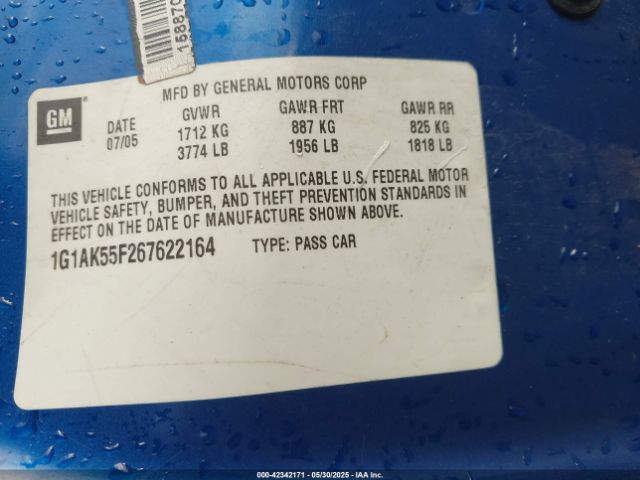 MFD BY GENERAL MOTORS CORP
GM
DATE GVWR GAWR FRT GAWR RR
07/05 1712 KG 887 KG 825 KG
3774 LB 1956 LB 1818 LB
THIS VEHICLE CONFORMS TO ALL APPLICABLE U.S. FEDERAL MOTOR
VEHICLE SAFETY, BUMPER, AND THEFT PREVENTION STANDARDS IN
EFFECT ON THE DATE OF MANUFACTURE SHOWN ABOVE.
1G1AK55F267622164 TYPE: PASS CAR
000-42342171 - 05/30/2025 - IAA Inc.